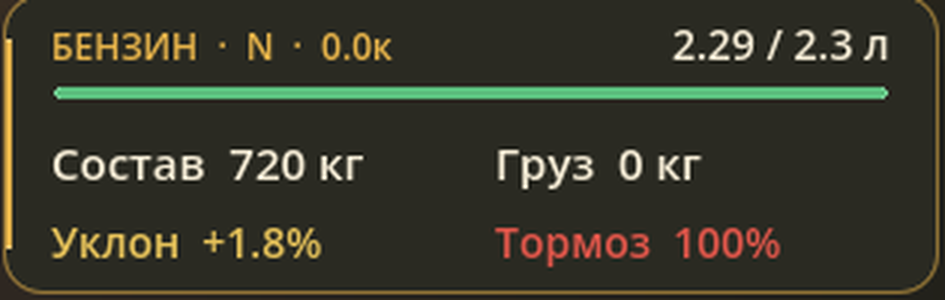 БЕНЗИН · N · 0.0к
2.29 / 2.3 л
Состав 720 кг
Груз 0 кг
Уклон +1.8%
Тормоз 100%